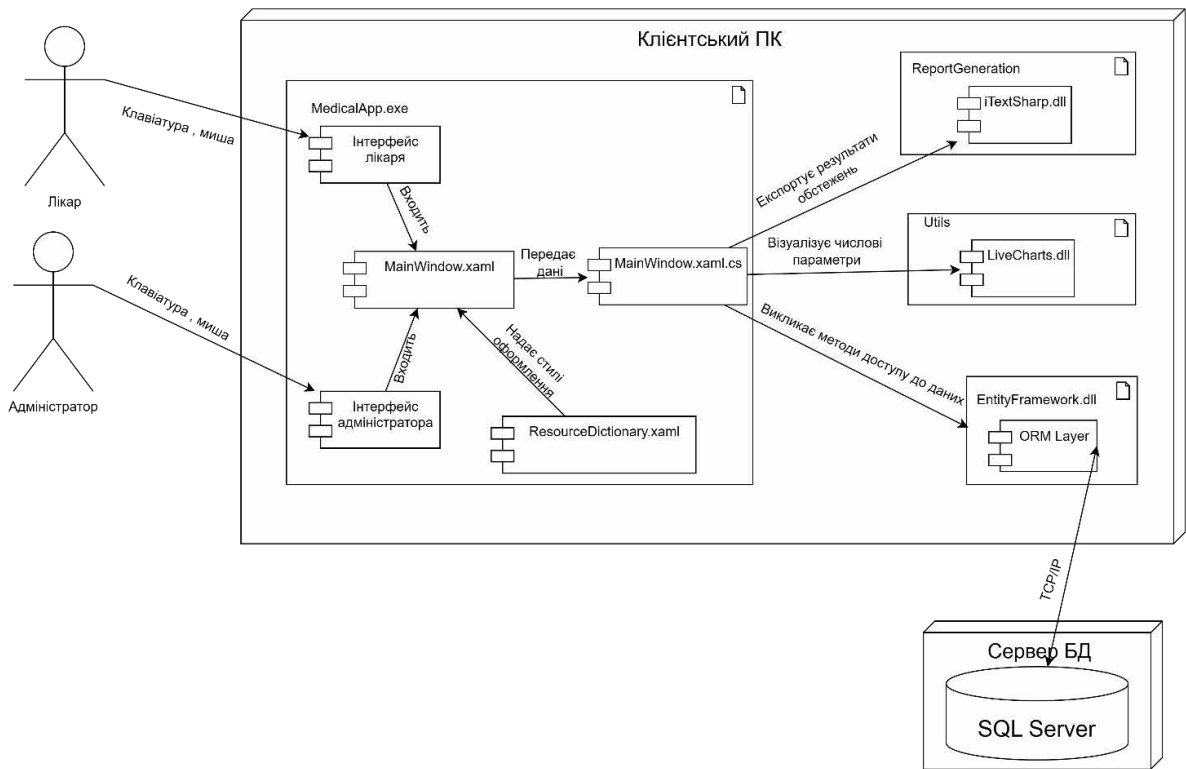 Клієнтський ПК
ReportGeneration
iTextSharp.dll
MedicalApp.exe
Клавіатура , миша
Інтерфейс
лікаря
Експортує результати
обстежень
Лікар
Входить
Utils
LiveCharts.dll
MainWindow.xaml
Передає
дані
MainWindow.xaml.cs
Візуалізує числові
параметри
Клавіатура , миша
Входить
Надає стилі
оформлення
Викликає методи доступу до даних
Адміністратор
Інтерфейс
адміністратора
ResourceDictionary.xaml
EntityFramework.dll
ORM Layer
TCP/IP
Сервер БД
SQL Server